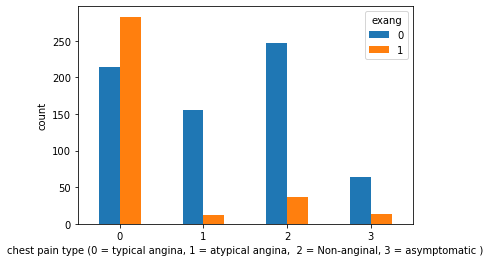 exang
0
1
250
200
150
100
50
0
count
0 1 2 3
chest pain type (0 = typical angina, 1 = atypical angina,  2 = Non-anginal, 3 = asymptomatic )